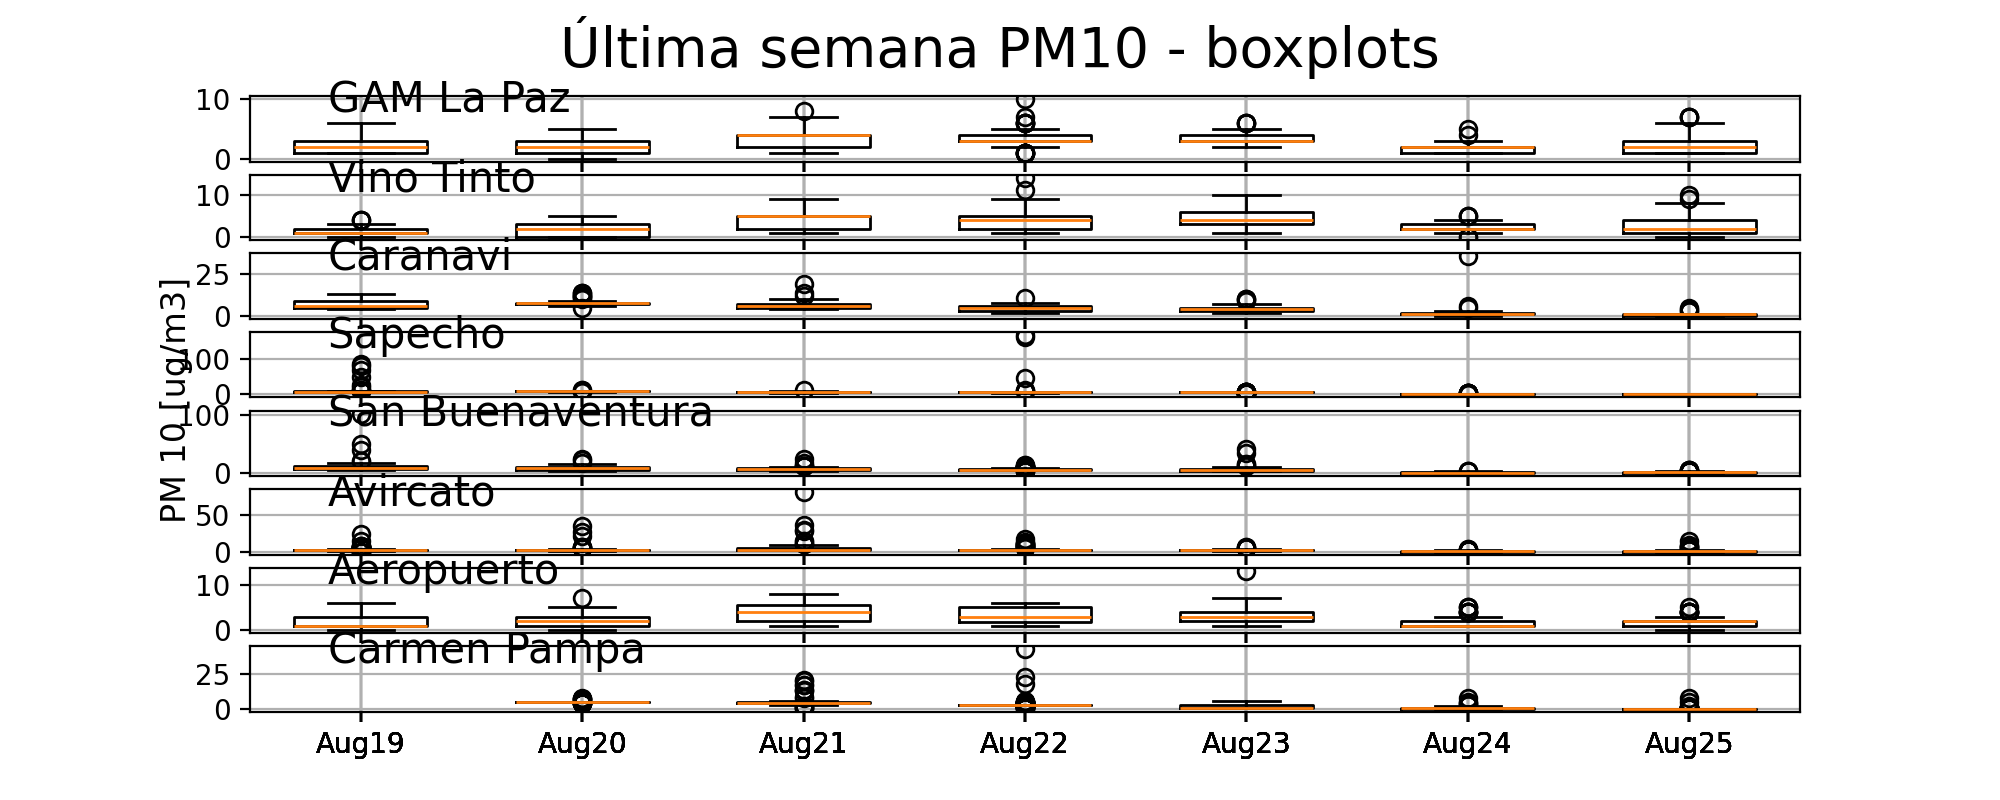 Última semana PM10 - boxplots
PM 10 [ug/m3]
GAM La Paz
10
0
Vino Tinto
10
0
Caranavi
25
0
Sapecho
100
0
San Buenaventura
100
0
Avircato
50
0
Aeropuerto
10
0
Carmen Pampa
25
0
Aug19 Aug20 Aug21 Aug22 Aug23 Aug24 Aug25